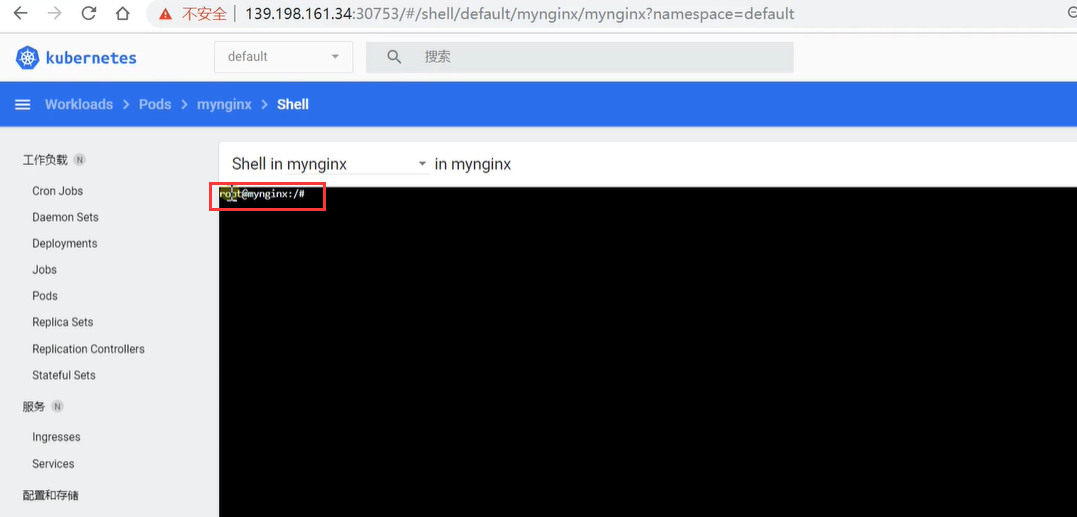 不安全 139.198.161.34:30753/#/shell/default/mynginx/mynginx?namespace=default
kubernetes default 搜索
Workloads > Pods > mynginx > Shell
工作负载 N
Cron Jobs
Daemon Sets
Deployments
Jobs
Pods
Replica Sets
Replication Controllers
Stateful Sets
服务 N
Ingresses
Services
配置和存储
Shell in mynginx in mynginx
root@mynginx:/#